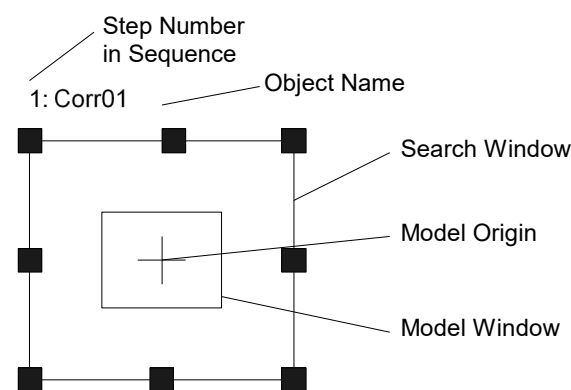 Step Number
in Sequence
Object Name
1: Corr01
Search Window
Model Origin
Model Window